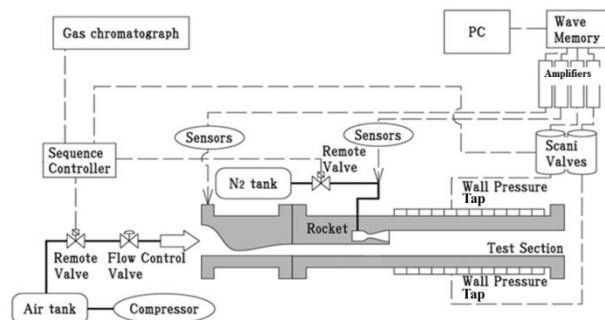 Gas chromatograph
PC
Wave
Memory
Amplifiers
Sensors
Sensors
Sequence
Controller
Remote
Valve
N2 tank
Scani
Valves
Wall Pressure
Tap
Rocket
Test Section
Remote
Valve
Flow Control
Valve
Wall Pressure
Tap
Air tank
Compressor